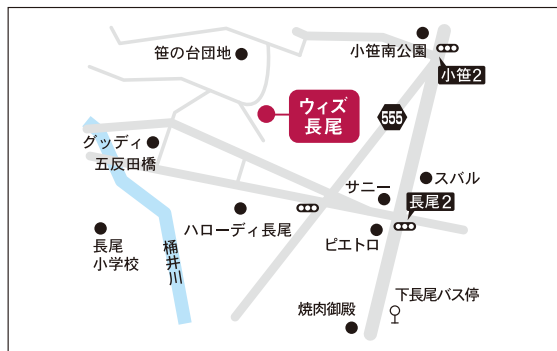 小笹南公園
笹の台団地
小笹2
ウィズ
長尾
555
グッディ
五反田橋
サニー
スバル
長尾2
ハローディ長尾
ピエトロ
長尾
小学校
桶井川
下長尾バス停
焼肉御殿